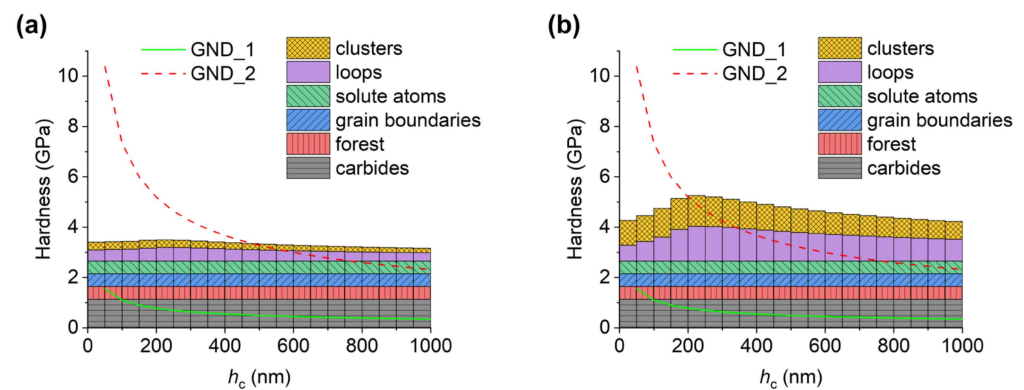 (a)
GND_1
GND_2
clusters
loops
solute atoms
grain boundaries
forest
carbides
Hardness (GPa)
10
8
6
4
2
0
0 200 400 600 800 1000
hc (nm)
(b)
GND_1
GND_2
clusters
loops
solute atoms
grain boundaries
forest
carbides
Hardness (GPa)
10
8
6
4
2
0
0 200 400 600 800 1000
hc (nm)